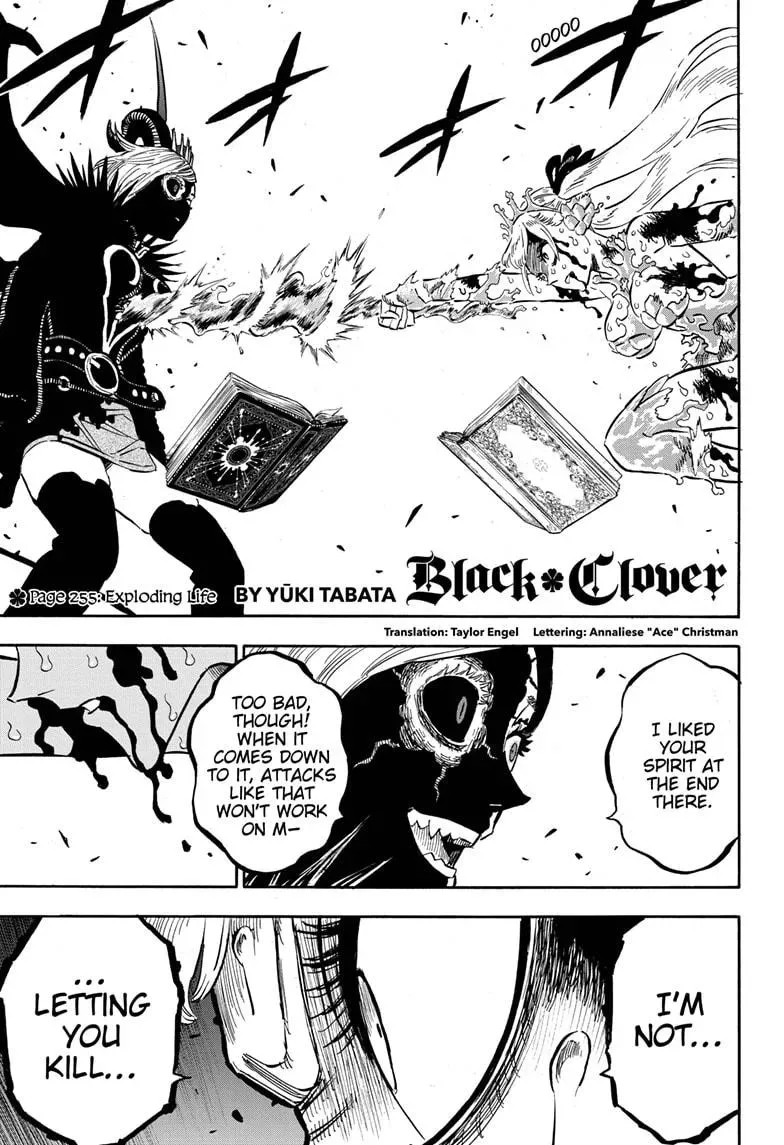 OOOOO
Page 255: Exploding Life
BY YŪKI TABATA
Black Clover
Translation: Taylor Engel Lettering: Annaliese "Ace" Christman
I LIKED
YOUR
SPIRIT AT
THE END
THERE.
TOO BAD,
THOUGH!
WHEN IT
COMES DOWN
TO IT, ATTACKS
LIKE THAT
WON'T WORK
ON M–
I'M
NOT...
...
LETTING
YOU
KILL...